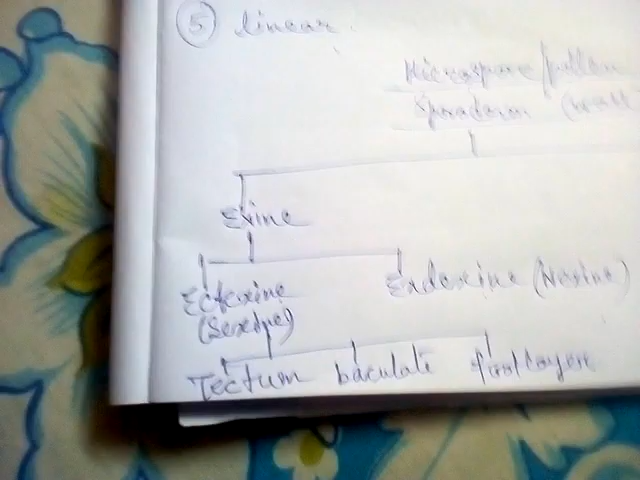 5 linear
Microspore/pollen
Sporoderm (wall
Exine
Ectexine
Endexine (Nexine)
(Sexine)
Tectum baculate foot layer